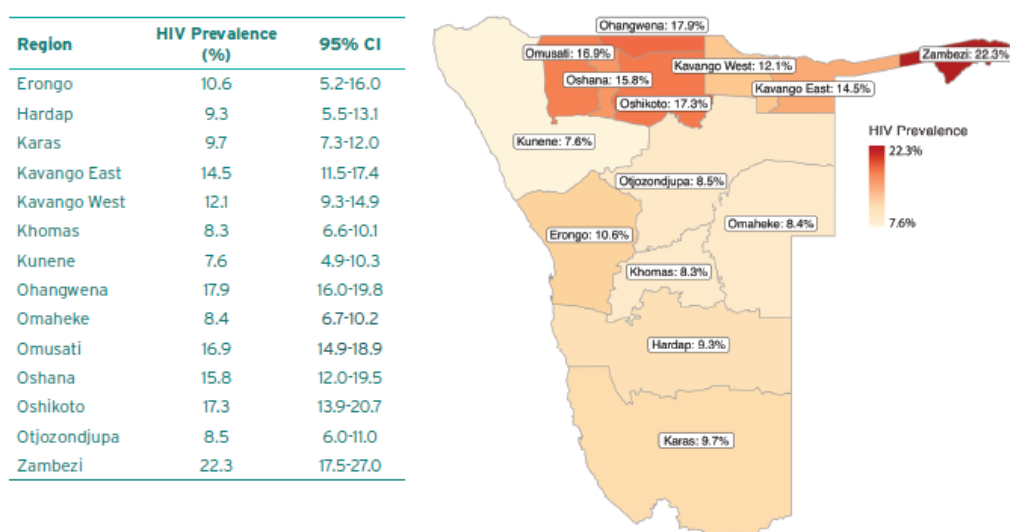 Region HIV Prevalence (%) 95% CI
Erongo 10.6 5.2-16.0
Hardap 9.3 5.5-13.1
Karas 9.7 7.3-12.0
Kavango East 14.5 11.5-17.4
Kavango West 12.1 9.3-14.9
Khomas 8.3 6.6-10.1
Kunene 7.6 4.9-10.3
Ohangwena 17.9 16.0-19.8
Omaheke 8.4 6.7-10.2
Omusati 16.9 14.9-18.9
Oshana 15.8 12.0-19.5
Oshikoto 17.3 13.9-20.7
Otjozondjupa 8.5 6.0-11.0
Zambezi 22.3 17.5-27.0
Ohangwena: 17.9%
Omusati: 16.9%
Zambezi: 22.3%
Kavango West: 12.1%
Oshana: 15.8%
Kavango East: 14.5%
Oshikoto: 17.3%
Kunene: 7.6%
Otjozondjupa: 8.5%
Omaheke: 8.4%
Erongo: 10.6%
Khomas: 8.3%
Hardap: 9.3%
Karas: 9.7%
HIV Prevalence
22.3%
7.6%